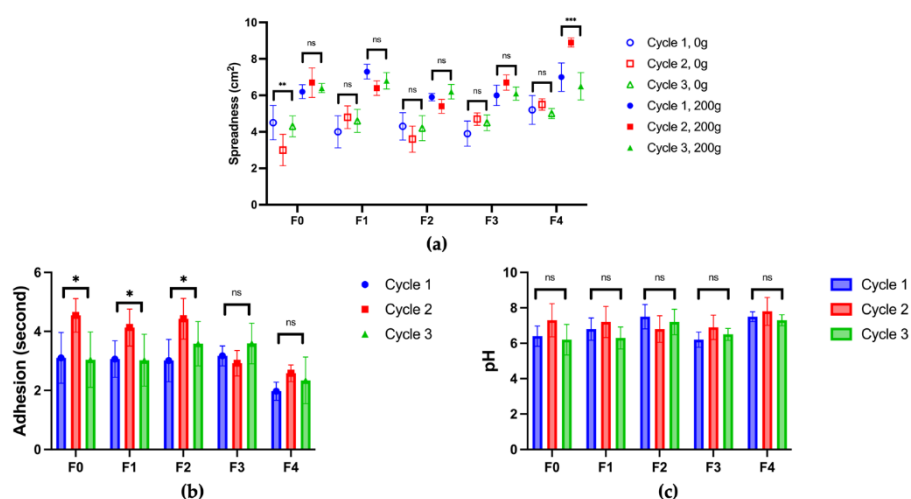 Spreadness (cm²)
10
8
6
4
2
0
**
ns
ns
ns
ns
ns
ns
ns
ns
***
F0
F1
F2
F3
F4
Cycle 1, 0g
Cycle 2, 0g
Cycle 3, 0g
Cycle 1, 200g
Cycle 2, 200g
Cycle 3, 200g
(a)
Adhesion (second)
6
4
2
0
*
*
*
ns
ns
F0
F1
F2
F3
F4
Cycle 1
Cycle 2
Cycle 3
(b)
pH
10
8
6
4
2
0
ns
ns
ns
ns
ns
F0
F1
F2
F3
F4
Cycle 1
Cycle 2
Cycle 3
(c)